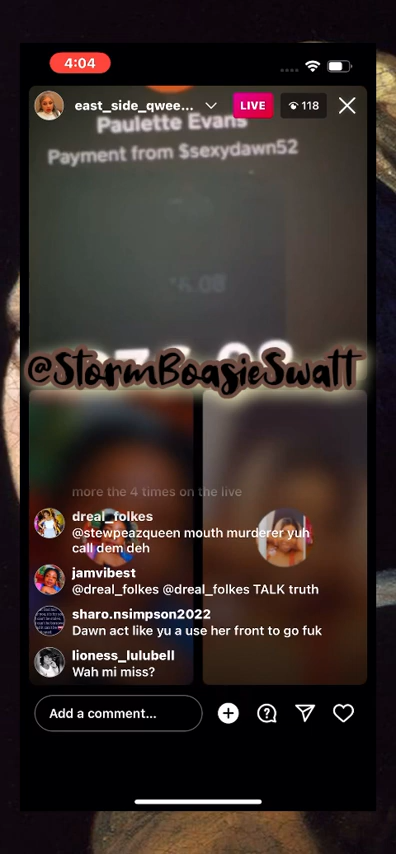 4:04
east_side_qwee...
LIVE
118
Paulette Evans
Payment from $sexydawn52
@StormBoasieSwatt
more the 4 times on the live
dreal_folkes
@stewpeazqueen mouth murderer yuh
call dem deh
jamvibest
@dreal_folkes @dreal_folkes TALK truth
sharo.nsimpson2022
Dawn act like yu a use her front to go fuk
lioness_lulubell
Wah mi miss?
Add a comment...